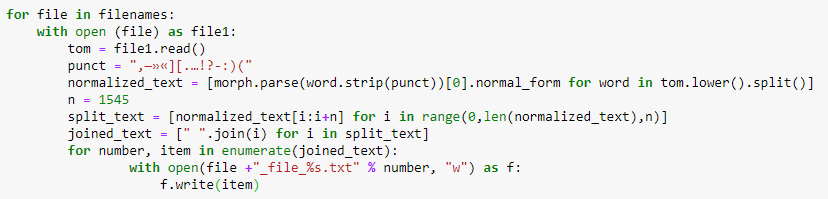 for file in filenames:
    with open (file) as file1:
        tom = file1.read()
        punct = ",—»«][.…!?-:)("
        normalized_text = [morph.parse(word.strip(punct))[0].normal_form for word in tom.lower().split()]
        n = 1545
        split_text = [normalized_text[i:i+n] for i in range(0,len(normalized_text),n)]
        joined_text = [" ".join(i) for i in split_text]
        for number, item in enumerate(joined_text):
                with open(file +"_file_%s.txt" % number, "w") as f:
                    f.write(item)